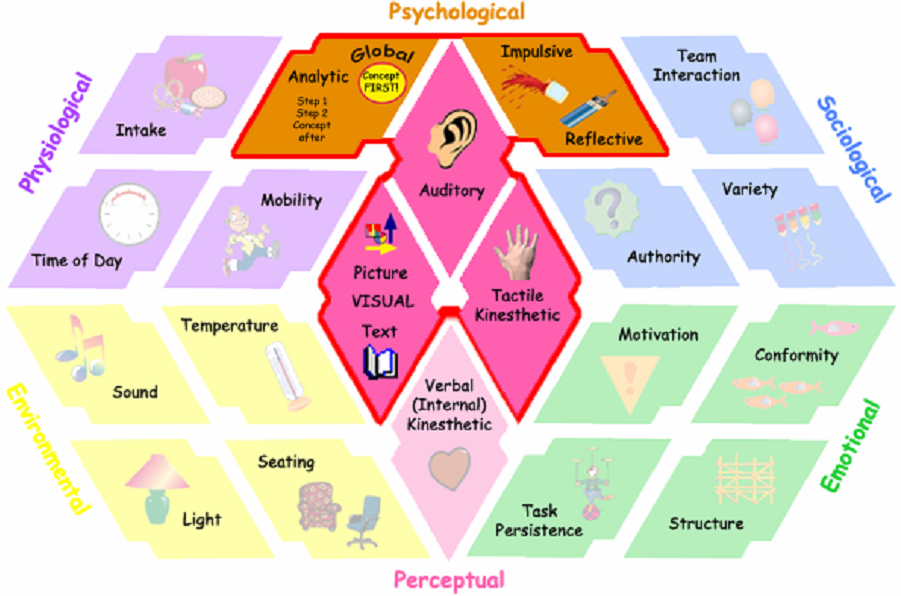 Psychological
Physiological
Sociological
Intake
Analytic
Global
Concept
FIRST!
Step 1
Step 2
Concept
after
Impulsive
Reflective
Team
Interaction
Time of Day
Mobility
Auditory
Authority
Variety
Picture
VISUAL
Text
Tactile
Kinesthetic
Environmental
Emotional
Sound
Temperature
Verbal
(Internal)
Kinesthetic
Motivation
Conformity
Light
Seating
Task
Persistence
Structure
Perceptual